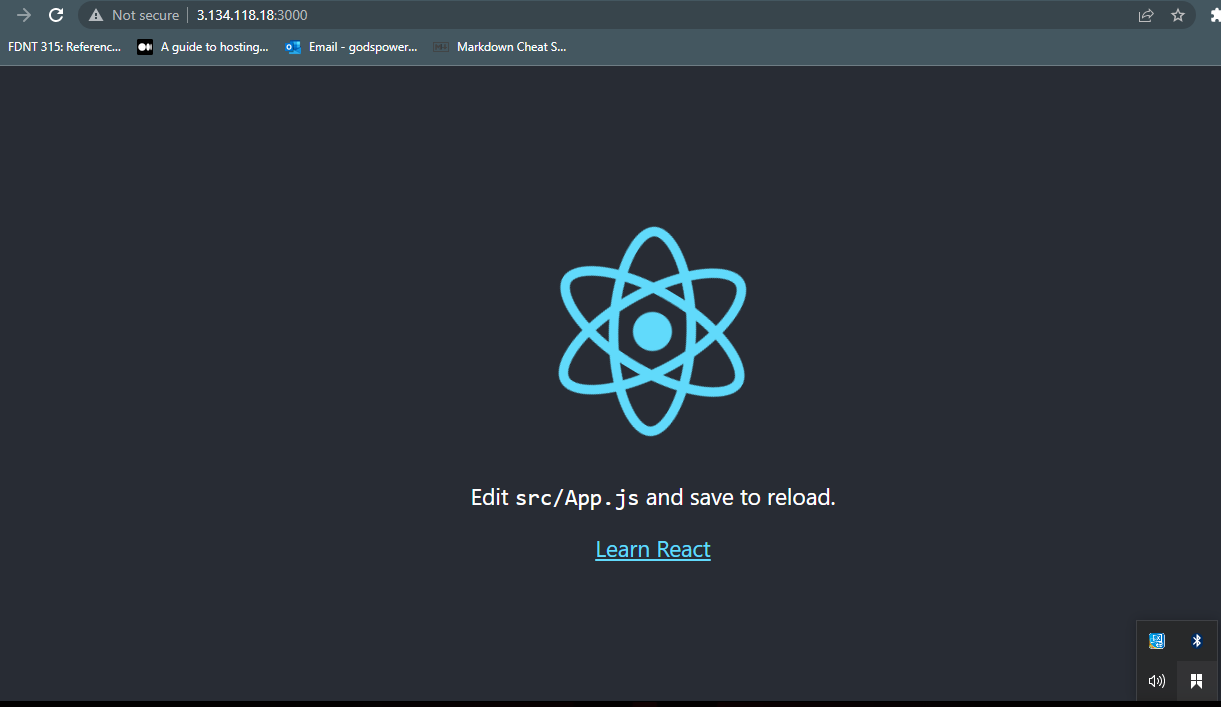 Not secure 3.134.118.18:3000
FDNT 315: Referenc... A guide to hosting... Email - godspower... Markdown Cheat S...
Edit src/App.js and save to reload.
Learn React